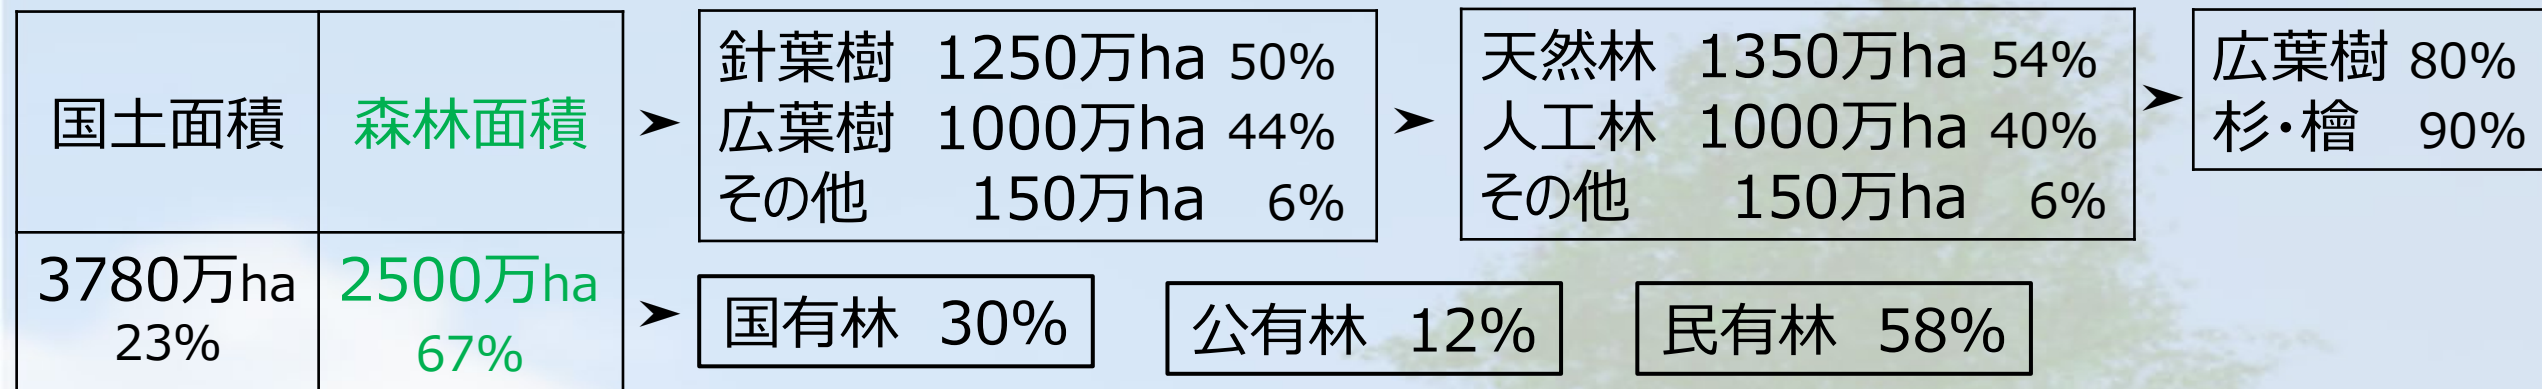 国土面積
森林面積
3780万ha
23%
2500万ha
67%
➤
針葉樹 1250万ha 50%
広葉樹 1000万ha 44%
その他 150万ha 6%
➤
天然林 1350万ha 54%
人工林 1000万ha 40%
その他 150万ha 6%
➤
広葉樹 80%
杉・檜 90%
➤
国有林 30%
公有林 12%
民有林 58%